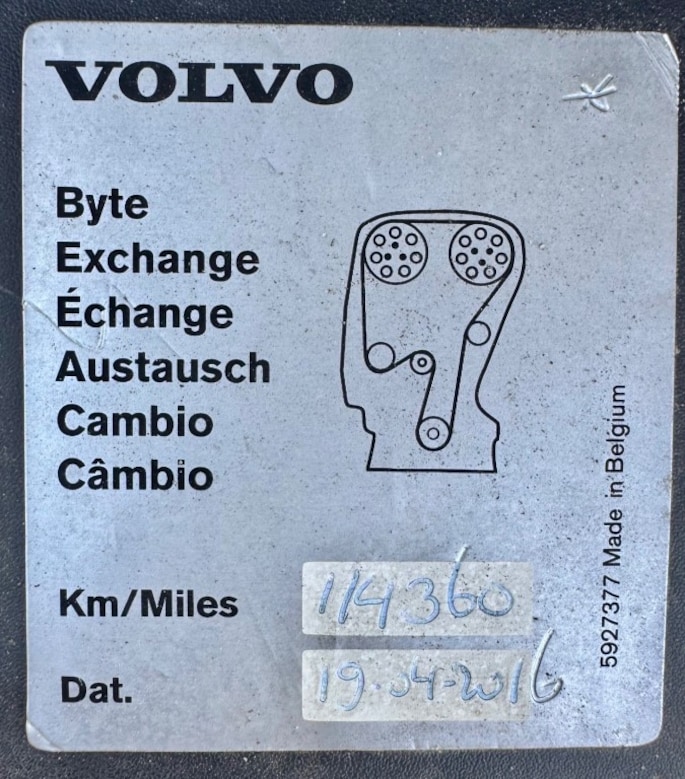 VOLVO
Byte
Exchange
Échange
Austausch
Cambio
Câmbio
Km/Miles 114360
Dat. 19-04-2016
5927377 Made in Belgium